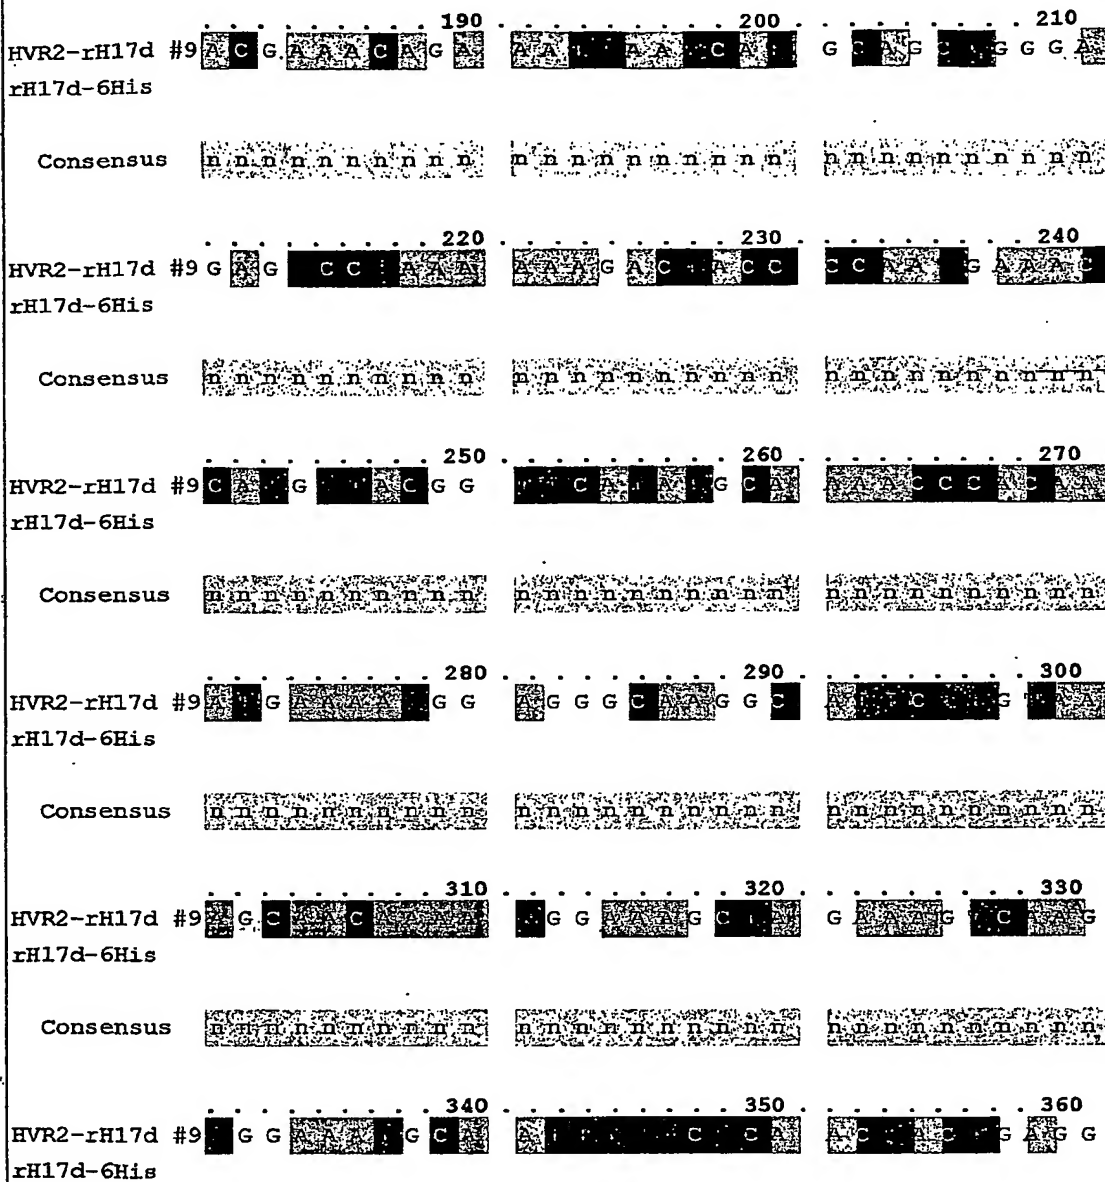 190 200 210
HVR2-rH17d #9 A C G A A A C A G A A A A A C A G C A G C G G G A
rH17d-6His
Consensus n n n n n n n n n n n n n n n n n n n n n n n n n n n n n n
220 230 240
HVR2-rH17d #9 G A G C C A A A A A A G A C A C C C C A A G A A A C
rH17d-6His
Consensus n n n n n n n n n n n n n n n n n n n n n n n n n n n n n n
250 260 270
HVR2-rH17d #9 C A G A C G G C A A G C A A A A C C C A C A A
rH17d-6His
Consensus n n n n n n n n n n n n n n n n n n n n n n n n n n n n n n
280 290 300
HVR2-rH17d #9 A G A A A A G G A G G G C A A G G C A C G A
rH17d-6His
Consensus n n n n n n n n n n n n n n n n n n n n n n n n n n n n n n
310 320 330
HVR2-rH17d #9 A G C A A C A A A A G G A A A G C A G A A A G C A A G
rH17d-6His
Consensus n n n n n n n n n n n n n n n n n n n n n n n n n n n n n n
340 350 360
HVR2-rH17d #9 G G A A A G C A A C C A A C A C G A G G
rH17d-6His